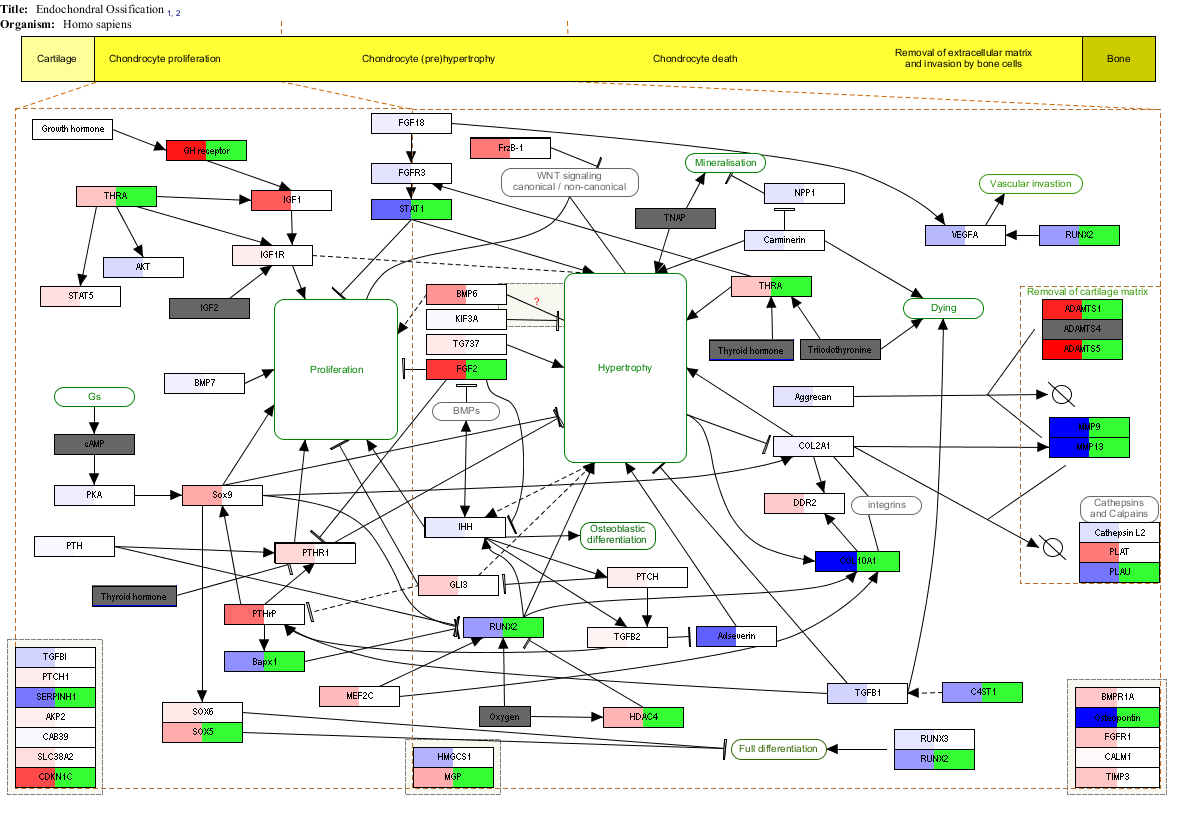 Title: Endochondral Ossification 1, 2
Organism: Homo sapiens
Cartilage
Chondrocyte proliferation
Chondrocyte (pre)hypertrophy
Chondrocyte death
Removal of extracellular matrix
and invasion by bone cells
Bone
Growth hormone
GH receptor
THRA
IGF1
AKT
IGF1R
STAT5
IGF2
FGF18
FGFR3
STAT1
FrzB-1
WNT signaling
canonical / non-canonical
Mineralisation
NPP1
TNAP
Carminerin
Vascular invastion
VEGFA
RUNX2
THRA
Thyroid hormone
Triiodothyronine
Dying
Removal of cartilage matrix
ADAMTS1
ADAMTS4
ADAMTS5
BMP6
?
KIF3A
TG737
FGF2
BMPs
Proliferation
Hypertrophy
BMP7
Gs
cAMP
PKA
Sox9
Aggrecan
COL2A1
MMP9
MMP13
DDR2
integrins
Cathepsins
and Calpains
Cathepsin L2
PLAT
PLAU
PTH
PTHR1
Thyroid hormone
PTHrP
Bapx1
IHH
Osteoblastic
differentiation
GLI3
PTCH
COL10A1
RUNX2
TGFB2
Adseverin
MEF2C
Oxygen
HDAC4
TGFB1
C4ST1
SOX6
SOX5
Full differentiation
RUNX3
RUNX2
TGFBI
PTCH1
SERPINH1
AKP2
CAB39
SLC38A2
CDKN1C
HMGCS1
MGP
BMPR1A
Osteopontin
FGFR1
CALM1
TIMP3